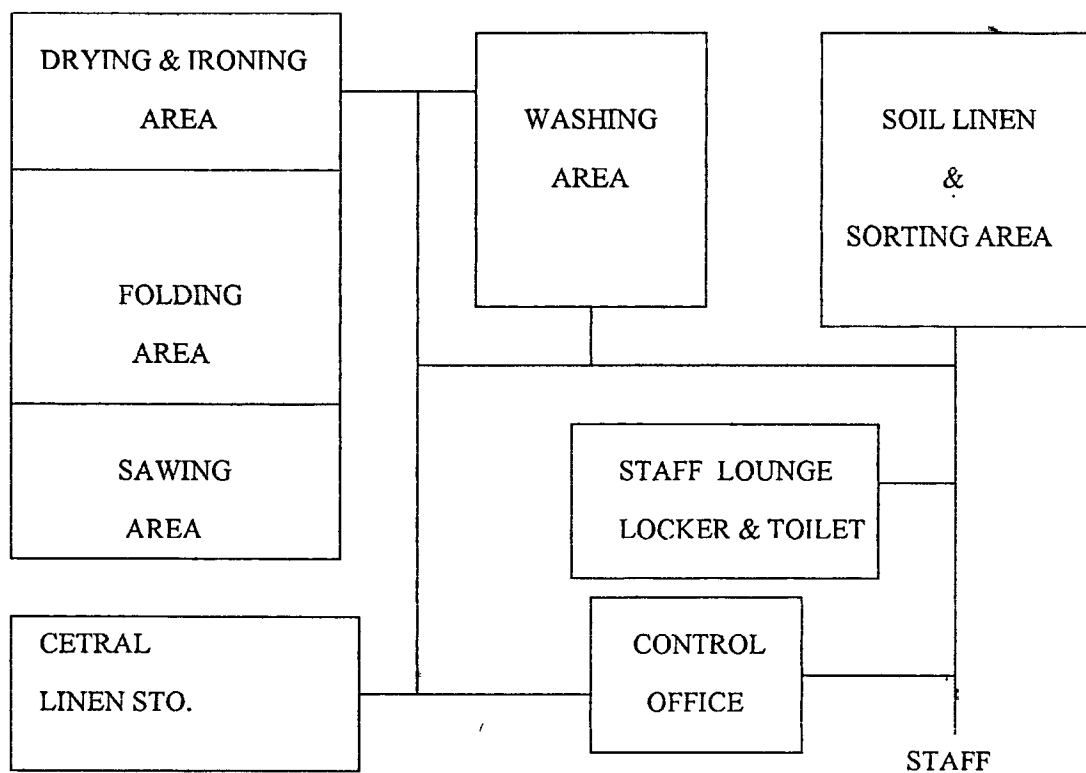 DRYING & IRONING
AREA
WASHING
AREA
SOIL LINEN
&
SORTING AREA
FOLDING
AREA
SAWING
AREA
STAFF LOUNGE
LOCKER & TOILET
CETRAL
LINEN STO.
CONTROL
OFFICE
STAFF